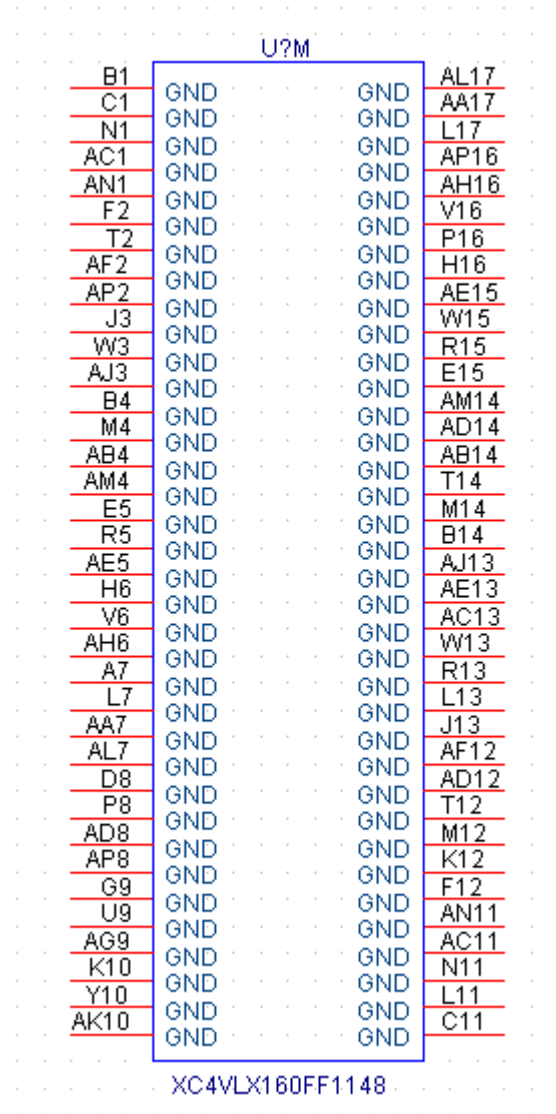 U?M
B1 GND GND AL17
C1 GND GND AA17
N1 GND GND L17
AC1 GND GND AP16
AN1 GND GND AH16
F2 GND GND V16
T2 GND GND P16
AF2 GND GND H16
AP2 GND GND AE15
J3 GND GND W15
W3 GND GND R15
AJ3 GND GND E15
B4 GND GND AM14
M4 GND GND AD14
AB4 GND GND AB14
AM4 GND GND T14
E5 GND GND M14
R5 GND GND B14
AE5 GND GND AJ13
H6 GND GND AE13
V6 GND GND AC13
AH6 GND GND W13
A7 GND GND R13
L7 GND GND L13
AA7 GND GND J13
AL7 GND GND AF12
D8 GND GND AD12
P8 GND GND T12
AD8 GND GND M12
AP8 GND GND K12
G9 GND GND F12
U9 GND GND AN11
AG9 GND GND AC11
K10 GND GND N11
Y10 GND GND L11
AK10 GND GND C11
XC4VLX160FF1148